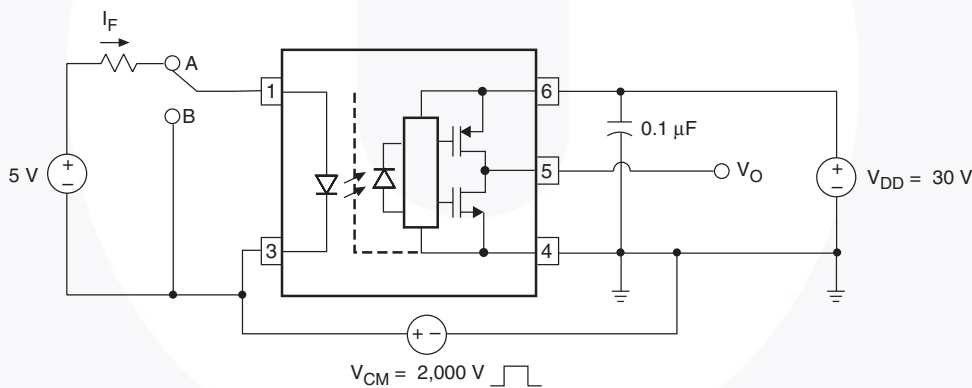 I_F
A
B
1
3
6
5
4
5 V
+
−
0.1 μF
V_O
+
−
V_DD = 30 V
+ −
V_CM = 2,000 V